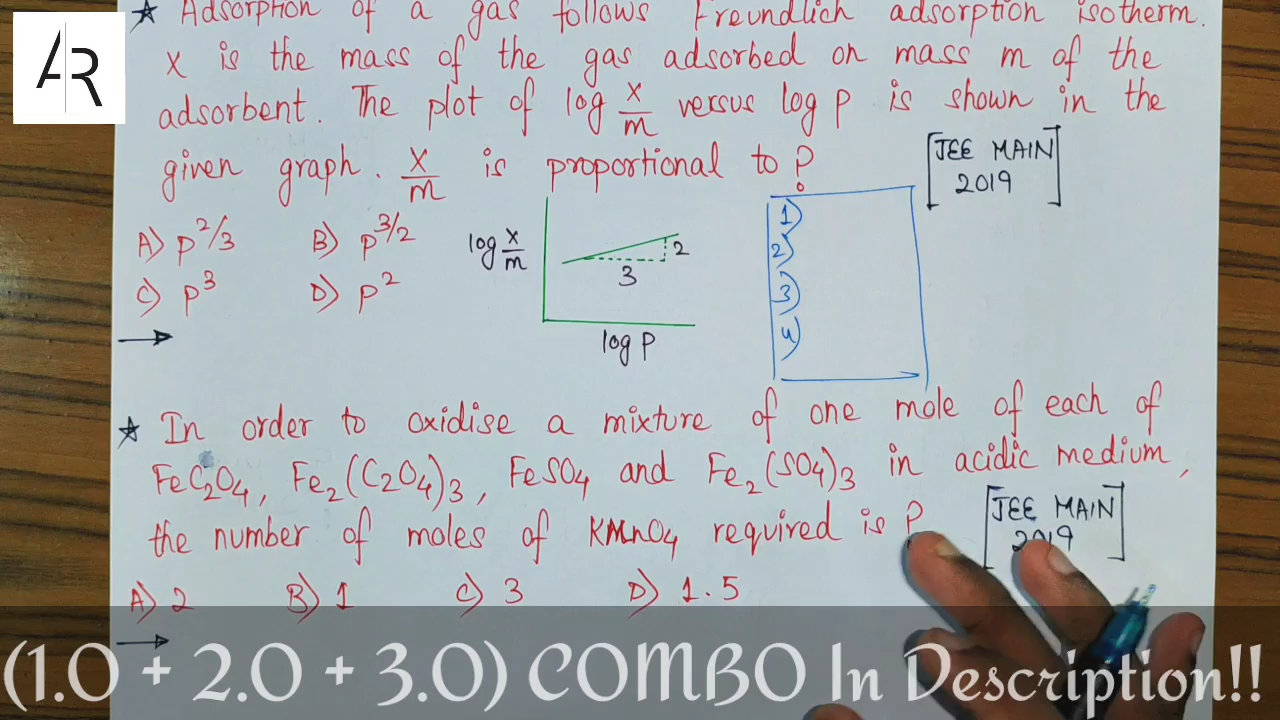 AR
★ Adsorption of a gas follows Freundlich adsorption isotherm.
x is the mass of the gas adsorbed on mass m of the
adsorbent. The plot of log x/m versus log p is shown in the
given graph. x/m is proportional to ?
[JEE MAIN 2019]
A) p^2/3 B) p^3/2
C) p^3 D) p^2
log x/m
2
3
log P
1)
2)
3)
4)
★ In order to oxidise a mixture of one mole of each of
FeC2O4, Fe2(C2O4)3, FeSO4 and Fe2(SO4)3 in acidic medium,
the number of moles of KMnO4 required is ?
[JEE MAIN 2019]
A) 2 B) 1 C) 3 D) 1.5
(1.0 + 2.0 + 3.0) COMBO In Description!!